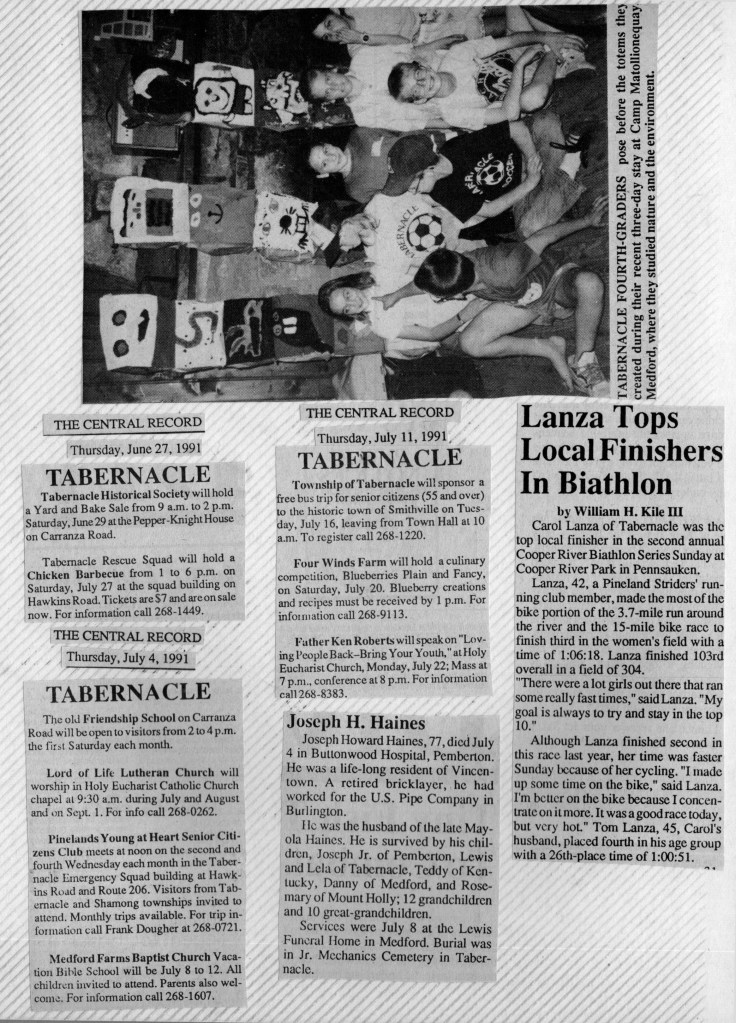 TABERNACLE FOURTH-GRADERS pose before the totems they
created during their recent three-day stay at Camp Matollionequay,
Medford, where they studied nature and the environment.
TABERNACLE
TABERNACLE
SOCCER
THE CENTRAL RECORD
Thursday, June 27, 1991
TABERNACLE
Tabernacle Historical Society will hold
a Yard and Bake Sale from 9 a.m. to 2 p.m.
Saturday, June 29 at the Pepper-Knight House
on Carranza Road.
Tabernacle Rescue Squad will hold a
Chicken Barbecue from 1 to 6 p.m. on
Saturday, July 27 at the squad building on
Hawkins Road. Tickets are $7 and are on sale
now. For information call 268-1449.
THE CENTRAL RECORD
Thursday, July 4, 1991
TABERNACLE
The old Friendship School on Carranza
Road will be open to visitors from 2 to 4 p.m.
the first Saturday each month.
Lord of Life Lutheran Church will
worship in Holy Eucharist Catholic Church
chapel at 9:30 a.m. during July and August
and on Sept. 1. For info call 268-0262.
Pinelands Young at Heart Senior Citi-
zens Club meets at noon on the second and
fourth Wednesday each month in the Taber-
nacle Emergency Squad building at Hawk-
ins Road and Route 206. Visitors from Tab-
ernacle and Shamong townships invited to
attend. Monthly trips available. For trip in-
formation call Frank Dougher at 268-0721.
Medford Farms Baptist Church Vaca-
tion Bible School will be July 8 to 12. All
children invited to attend. Parents also wel-
come. For information call 268-1607.
THE CENTRAL RECORD
Thursday, July 11, 1991
TABERNACLE
Township of Tabernacle will sponsor a
free bus trip for senior citizens (55 and over)
to the historic town of Smithville on Tues-
day, July 16, leaving from Town Hall at 10
a.m. To register call 268-1220.
Four Winds Farm will hold a culinary
competition, Blueberries Plain and Fancy,
on Saturday, July 20. Blueberry creations
and recipes must be received by 1 p.m. For
information call 268-9113.
Father Ken Roberts will speak on "Lov-
ing People Back–Bring Your Youth," at Holy
Eucharist Church, Monday, July 22; Mass at
7 p.m., conference at 8 p.m. For information
call 268-8383.
Joseph H. Haines
Joseph Howard Haines, 77, died July
4 in Buttonwood Hospital, Pemberton.
He was a life-long resident of Vincen-
town. A retired bricklayer, he had
worked for the U.S. Pipe Company in
Burlington.
He was the husband of the late May-
ola Haines. He is survived by his chil-
dren, Joseph Jr. of Pemberton, Lewis
and Lela of Tabernacle, Teddy of Ken-
tucky, Danny of Medford, and Rose-
mary of Mount Holly; 12 grandchildren
and 10 great-grandchildren.
Services were July 8 at the Lewis
Funeral Home in Medford. Burial was
in Jr. Mechanics Cemetery in Taber-
nacle.
Lanza Tops
Local Finishers
In Biathlon
by William H. Kile III
Carol Lanza of Tabernacle was the
top local finisher in the second annual
Cooper River Biathlon Series Sunday at
Cooper River Park in Pennsauken.
Lanza, 42, a Pineland Striders' run-
ning club member, made the most of the
bike portion of the 3.7-mile run around
the river and the 15-mile bike race to
finish third in the women's field with a
time of 1:06:18. Lanza finished 103rd
overall in a field of 304.
"There were a lot girls out there that ran
some really fast times," said Lanza. "My
goal is always to try and stay in the top
10."
Although Lanza finished second in
this race last year, her time was faster
Sunday because of her cycling. "I made
up some time on the bike," said Lanza.
I'm better on the bike because I concen-
trate on it more. It was a good race today,
but very hot." Tom Lanza, 45, Carol's
husband, placed fourth in his age group
with a 26th-place time of 1:00:51.